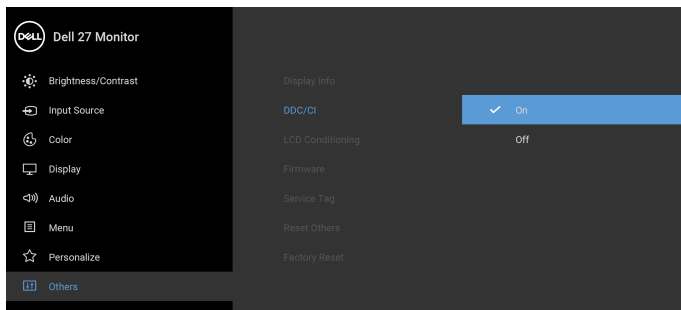 DELL
Dell 27 Monitor
Brightness/Contrast
Input Source
Color
Display
Audio
Menu
Personalize
Others
Display Info
DDC/CI
LCD Conditioning
Firmware
Service Tag
Reset Others
Factory Reset
On
Off